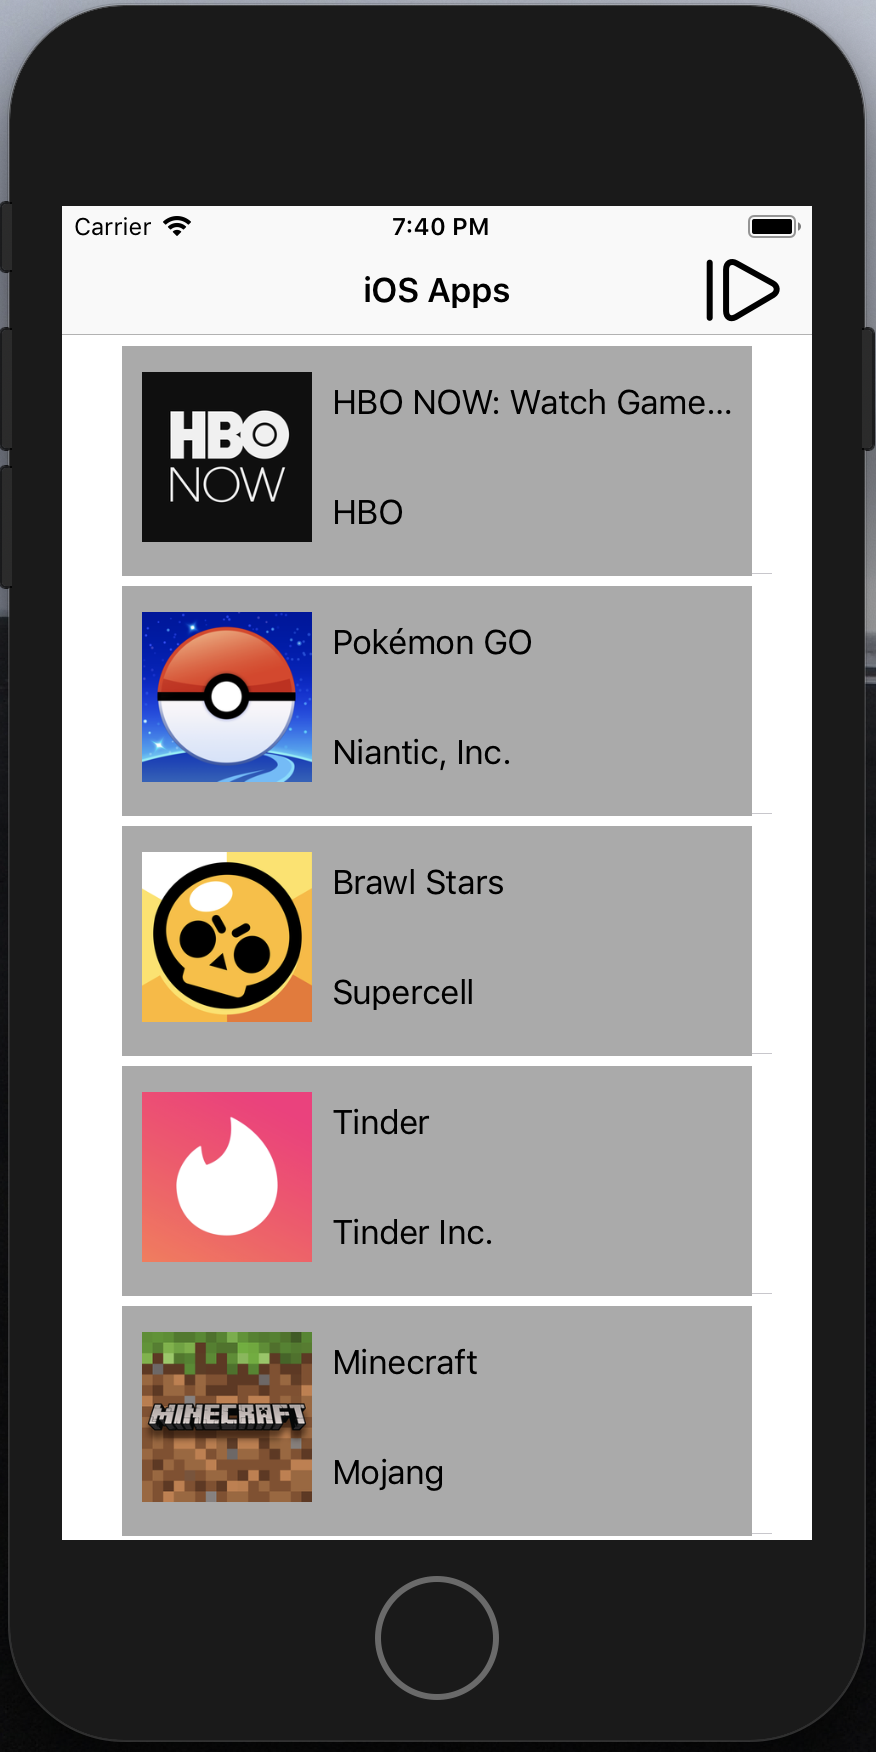 Carrier
7:40 PM
iOS Apps
HBO NOW
HBO NOW: Watch Game...
HBO
Pokémon GO
Niantic, Inc.
Brawl Stars
Supercell
Tinder
Tinder Inc.
MINECRAFT
Minecraft
Mojang